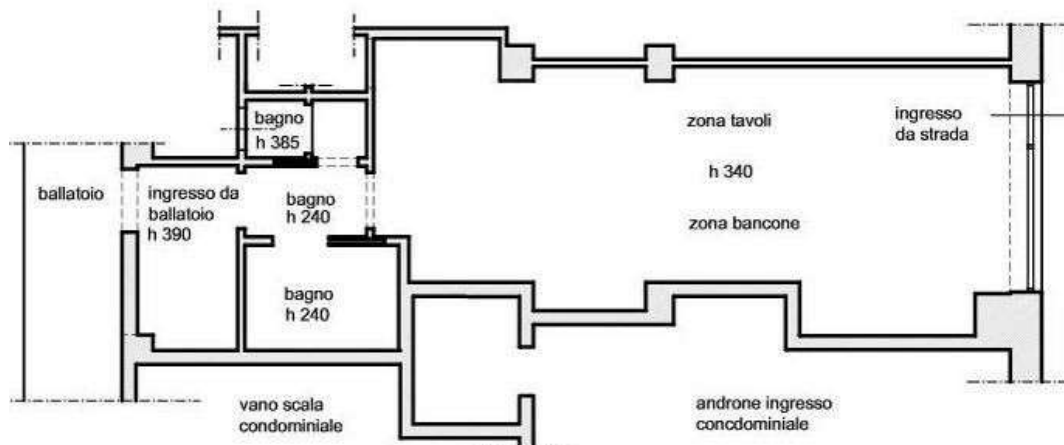 bagno
h 385
zona tavoli
ingresso
da strada
ballatoio
ingresso da
ballatoio
h 390
bagno
h 240
h 340
zona bancone
bagno
h 240
vano scala
condominiale
androne ingresso
concdominiale